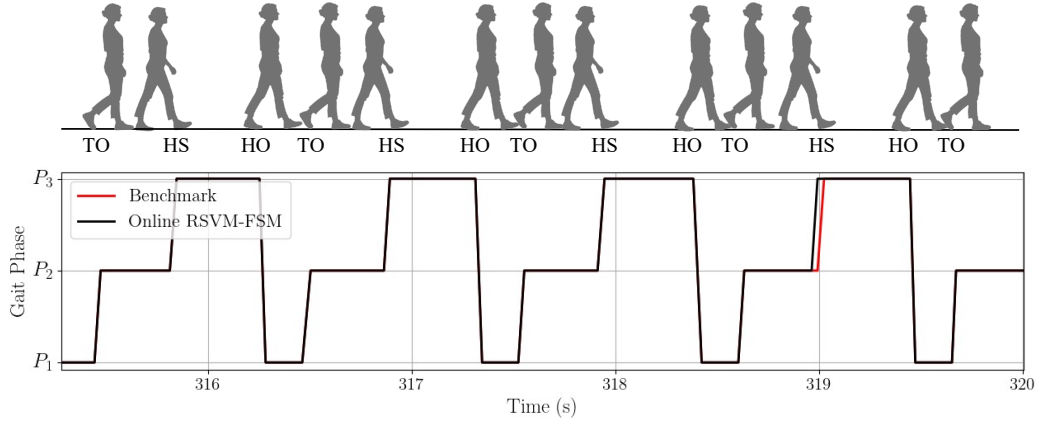 TO HS HO TO HS HO TO HS HO TO HS HO TO
P3
Benchmark
Online RSVM-FSM
P2
P1
Gait Phase
316 317 318 319 320
Time (s)